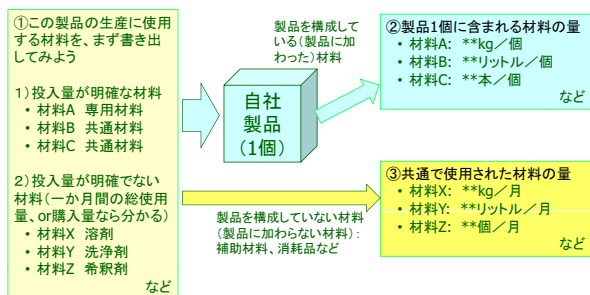 ①この製品の生産に使用
する材料を、まず書き出
してみよう
1）投入量が明確な材料
• 材料A 専用材料
• 材料B 共通材料
• 材料C 共通材料
2）投入量が明確でない
材料（一か月間の総使用
量、or購入量なら分かる）
• 材料X 溶剤
• 材料Y 洗浄剤
• 材料Z 希釈剤
など
製品を構成して
いる（製品に加
わった）材料
自社
製品
（1個）
②製品1個に含まれる材料の量
• 材料A: **kg／個
• 材料B: **リットル／個
• 材料C: **本／個
など
製品を構成していない材料
（製品に加わらない材料）：
補助材料、消耗品など
③共通で使用された材料の量
• 材料X: **kg／月
• 材料Y: **リットル／月
• 材料Z: **個／月
など